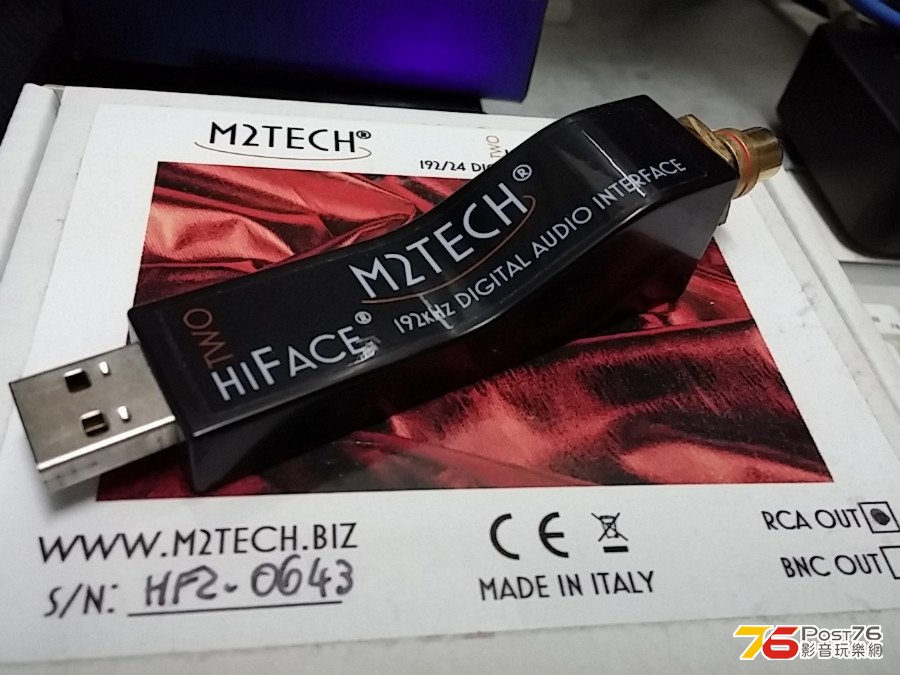 M2TECH®
TWO
192/24 DI
TWO
HIFACE®
M2TECH®
192kHz DIGITAL AUDIO INTERFACE
WWW.M2TECH.BIZ
S/N: HF2-0643
CE
MADE IN ITALY
RCA OUT
BNC OUT
76 POST76
影音玩樂網